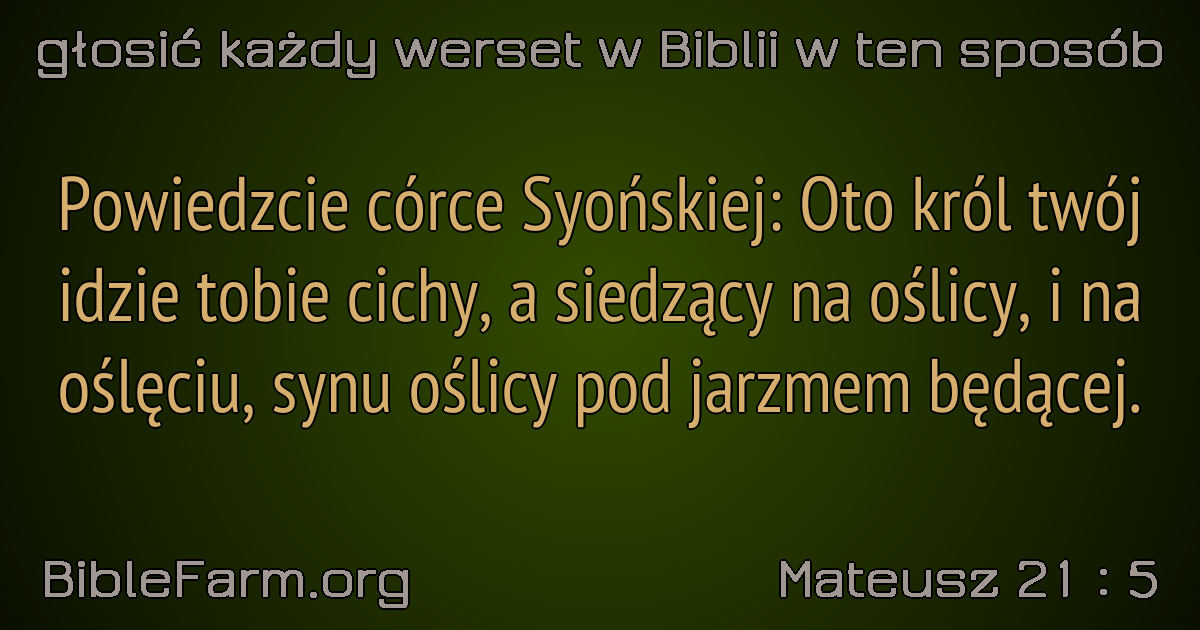 głosić każdy werset w Biblii w ten sposób
Powiedzcie córce Syońskiej: Oto król twój
idzie tobie cichy, a siedzący na oślicy, i na
oślęciu, synu oślicy pod jarzmem będącej.
BibleFarm.org
Mateusz 21 : 5